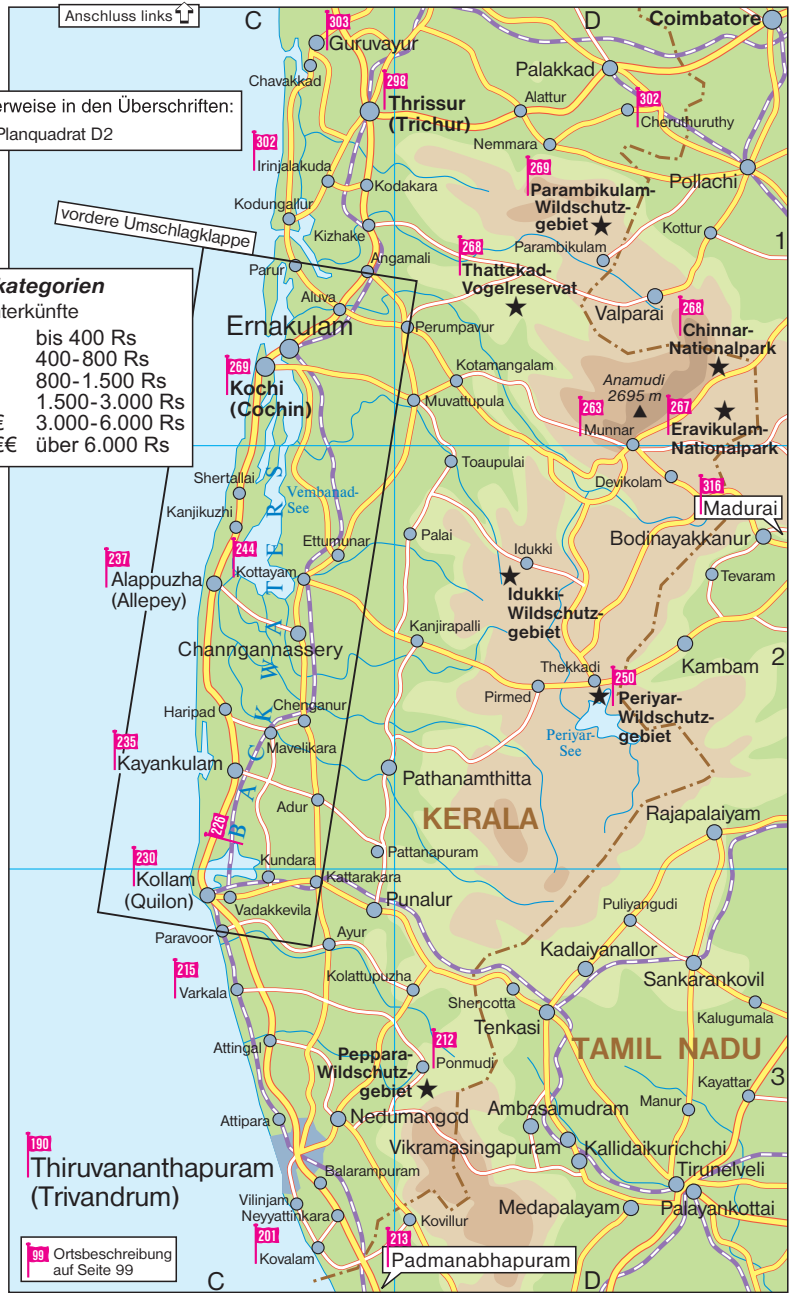 Anschluss links
C
D
303
Guruvayur
Coimbatore
Chavakkad
298
Palakkad
erweise in den Überschriften:
Planquadrat D2
Thrissur
(Trichur)
Alattur
302
Cheruthuruthy
302
Irinjalakuda
Nemmara
269
Parambikulam-
Wildschutz-
gebiet
Pollachi
Kodakara
Kodungallur
vordere Umschlagklappe
Kizhake
Kottur
1
268
Thattekad-
Vogelreservat
Parambikulam
Parur
Angamali
kategorien
nterkünfte
bis 400 Rs
400-800 Rs
800-1.500 Rs
1.500-3.000 Rs
€ 3.000-6.000 Rs
€€ über 6.000 Rs
Aluva
Valparai
268
Chinnar-
Nationalpark
Ernakulam
Perumpavur
269
Kochi
(Cochin)
Kotamangalam
Anamudi
2695 m
Muvattupula
263
Munnar
267
Eravikulam-
Nationalpark
Toaupulai
Shertallai
Vembanad-
See
Devikolam
316
Madurai
Kanjikuzhi
Palai
Bodinayakkanur
Ettumunar
237
Alappuzha
(Allepey)
244
Kottayam
Idukki
Idukki-
Wildschutz-
gebiet
Tevaram
BACKWATERS
Channgannassery
Kanjirapalli
2
Kambam
Thekkadi
250
Periyar-
Wildschutz-
gebiet
Pirmed
Haripad
Chenganur
Periyar-
See
Mavelikara
235
Kayankulam
Pathanamthitta
Adur
KERALA
Rajapalaiyam
226
Pattanapuram
230
Kollam
(Quilon)
Kundara
Kattarakara
Punalur
Vadakkevila
Puliyangudi
Paravoor
Ayur
Kadaiyanallor
215
Varkala
Kolattupuzha
Sankarankovil
Shencotta
Kalugumala
Tenkasi
Attingal
212
Ponmudi
Peppara-
Wildschutz-
gebiet
TAMIL NADU
3
Kayattar
Manur
Attipara
Nedumangod
Ambasamudram
Vikramasingapuram
Kallidaikurichchi
190
Thiruvananthapuram
(Trivandrum)
Balarampuram
Tirunelveli
Vilinjam
Neyyattinkara
Medapalayam
Palayankottai
Kovillur
201
Kovalam
213
Padmanabhapuram
99 Ortsbeschreibung
auf Seite 99
C
D